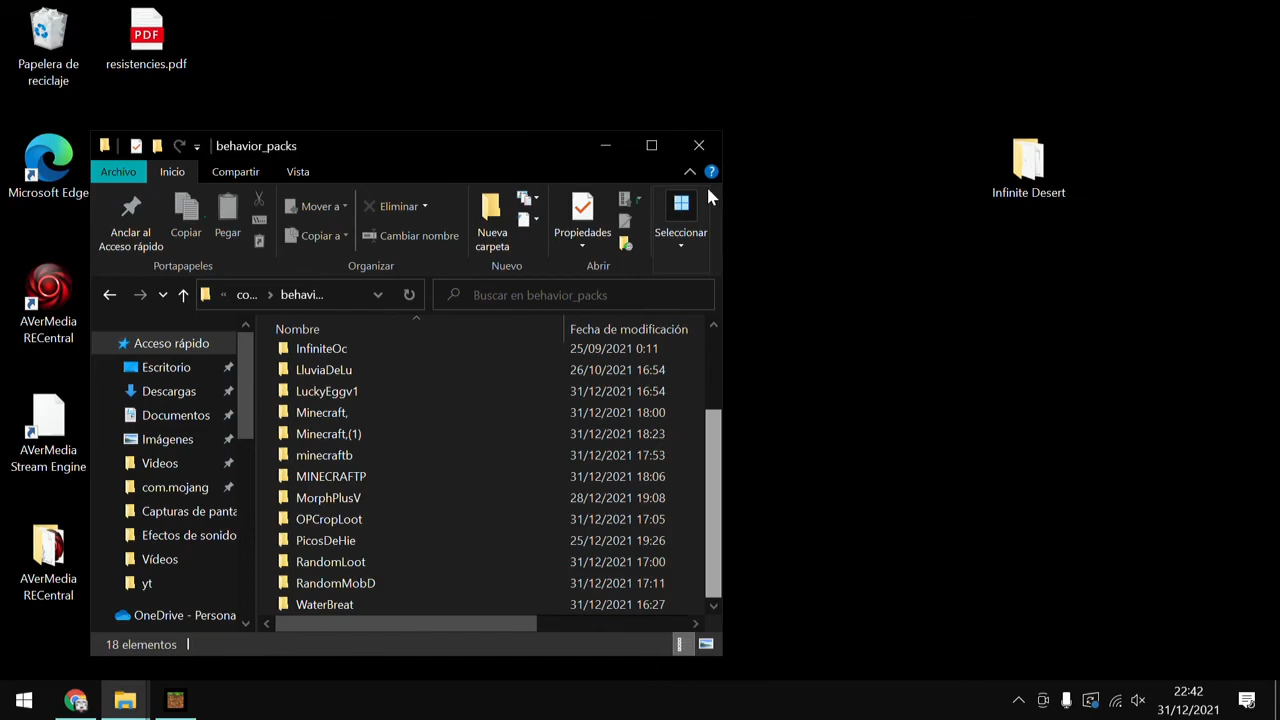 Papelera de
reciclaje
PDF
resistencies.pdf
Microsoft Edge
AVerMedia
RECentral
AVerMedia
Stream Engine
AVerMedia
RECentral
Infinite Desert
behavior_packs
Archivo Inicio Compartir Vista
?
Anclar al
Acceso rápido
Copiar
Pegar
Portapapeles
Mover a
Copiar a
Eliminar
Cambiar nombre
Organizar
Nueva
carpeta
Nuevo
Propiedades
Abrir
Seleccionar
« co... > behavi...
Buscar en behavior_packs
Acceso rápido
Escritorio
Descargas
Documentos
Imágenes
Videos
com.mojang
Capturas de panta
Efectos de sonido
Vídeos
yt
OneDrive - Persona
Nombre Fecha de modificación
InfiniteOc 25/09/2021 0:11
LluviaDeLu 26/10/2021 16:54
LuckyEggv1 31/12/2021 16:54
Minecraft, 31/12/2021 18:00
Minecraft,(1) 31/12/2021 18:23
minecraftb 31/12/2021 17:53
MINECRAFTP 31/12/2021 18:06
MorphPlusV 28/12/2021 19:08
OPCropLoot 31/12/2021 17:05
PicosDeHie 25/12/2021 19:26
RandomLoot 31/12/2021 17:00
RandomMobD 31/12/2021 17:11
WaterBreat 31/12/2021 16:27
18 elementos
22:42
31/12/2021